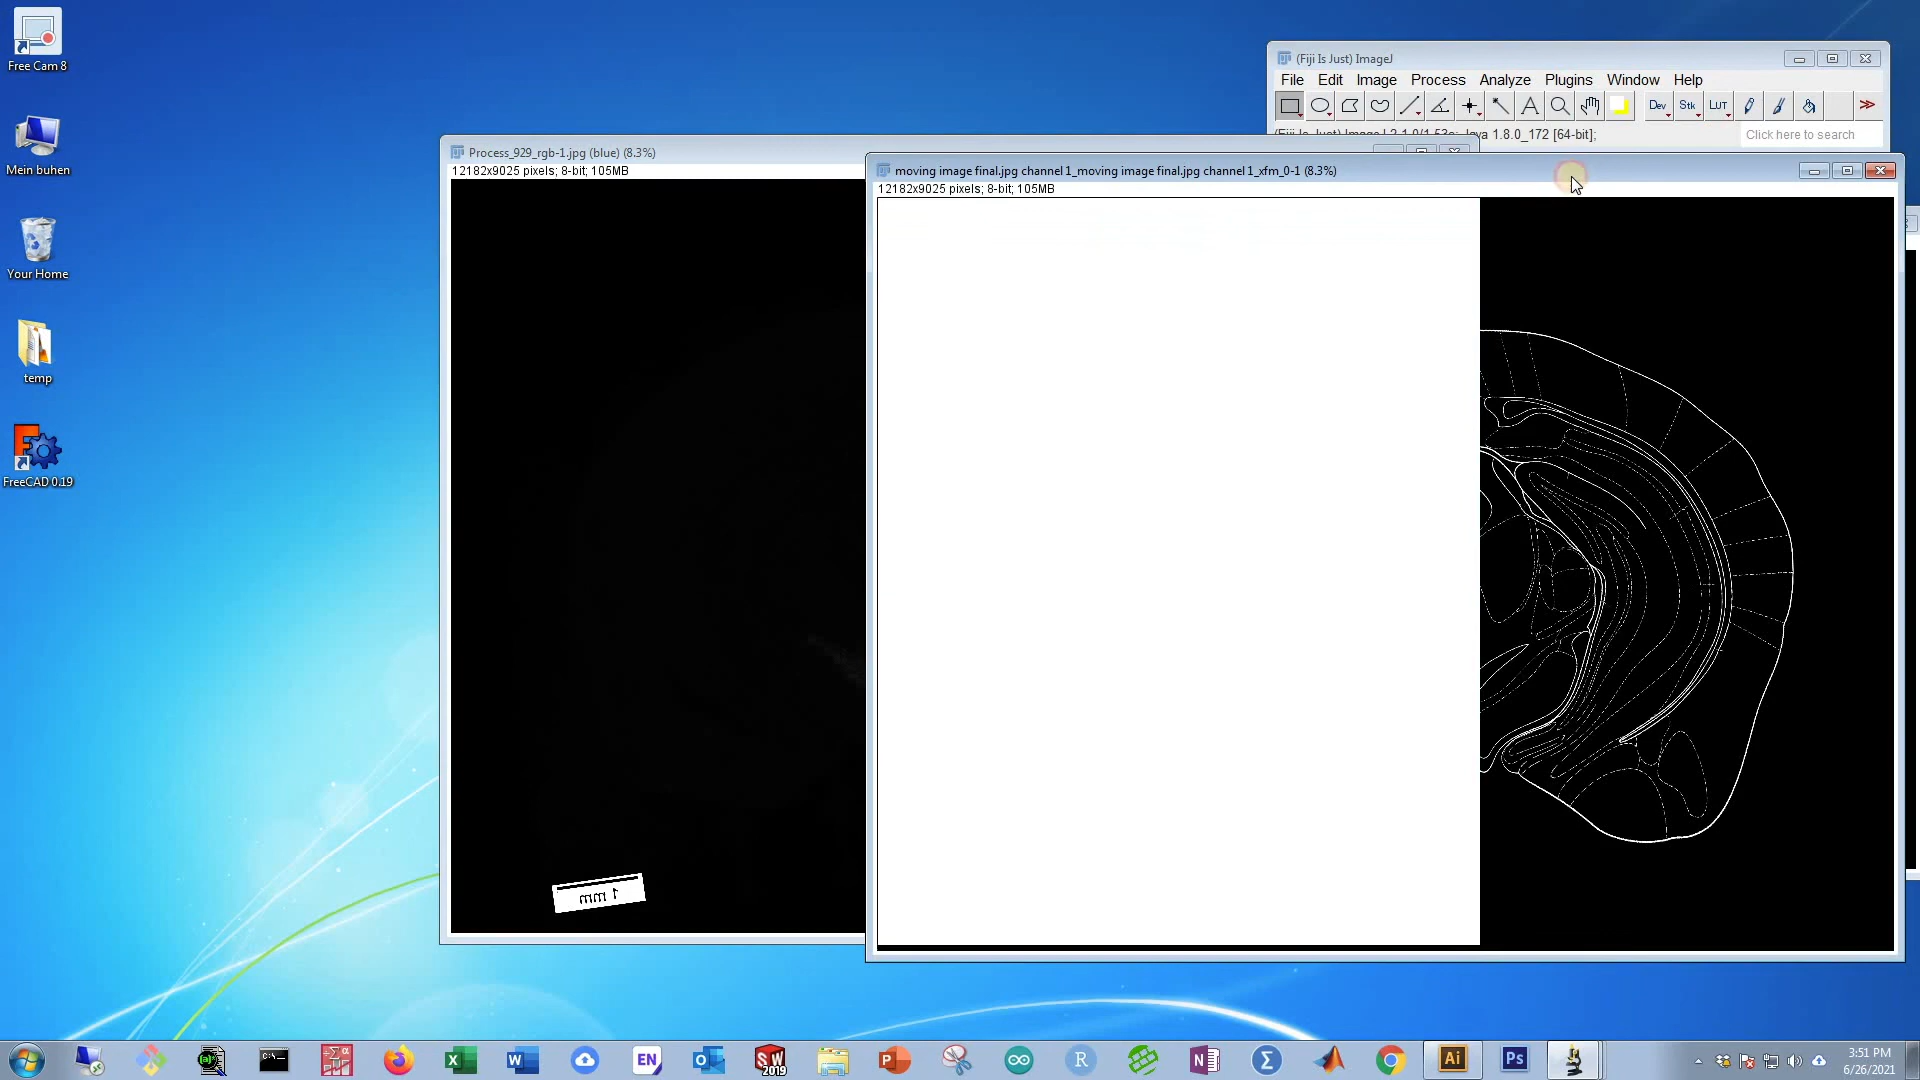 Free Cam 8
Mein buhen
Your Home
temp
FreeCAD 0.19
(Fiji Is Just) ImageJ
File Edit Image Process Analyze Plugins Window Help
Dev Stk LUT
Click here to search
Process_929_rgb-1.jpg (blue) (8.3%)
12182x9025 pixels; 8-bit; 105MB
moving image final.jpg channel 1_moving image final.jpg channel 1_xfm_0-1 (8.3%)
12182x9025 pixels; 8-bit; 105MB
1 mm
EN
SW
2019
Ai
Ps
3:51 PM
6/26/2021